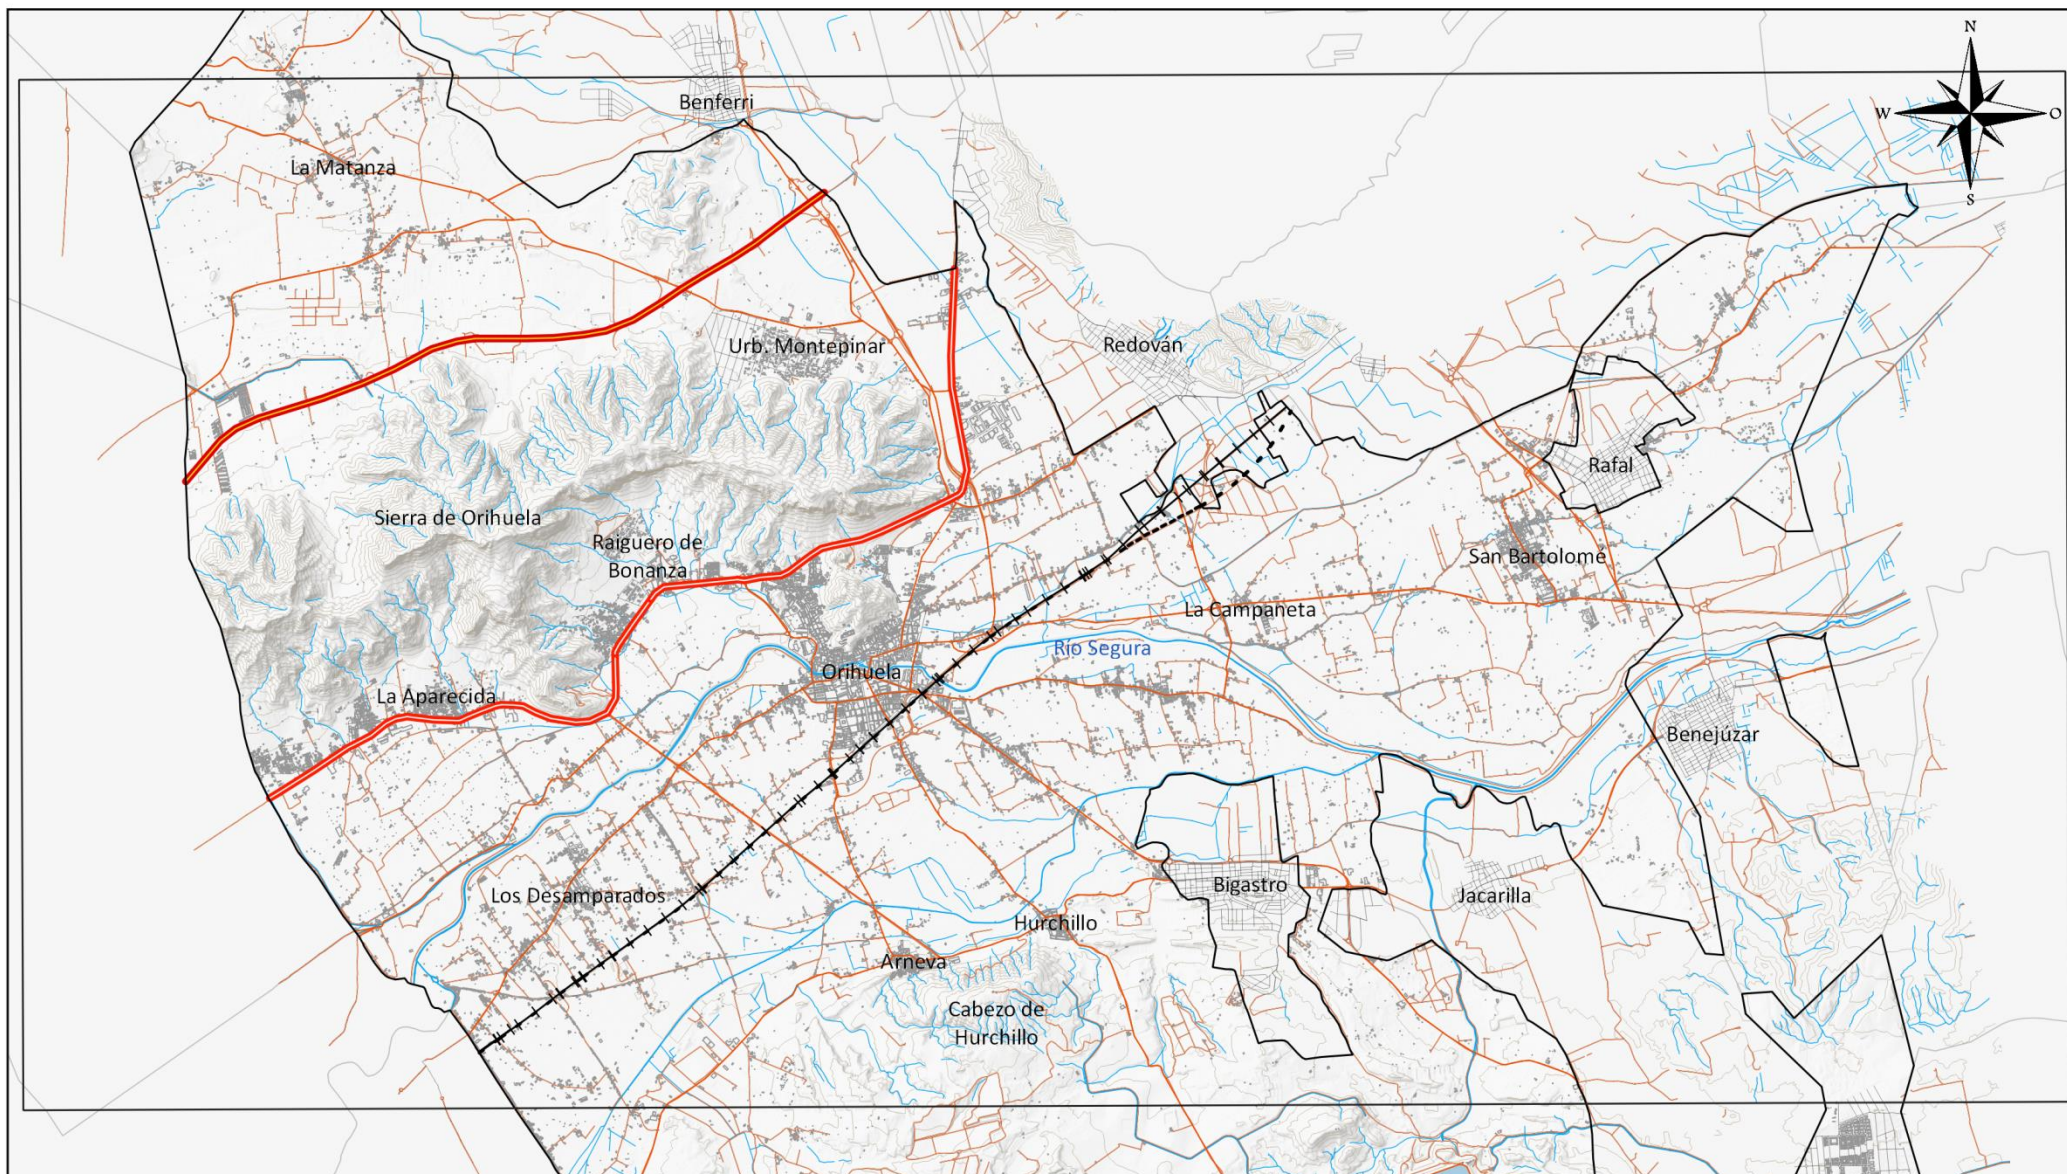 N
Benferri
W
O
La Matanza
S
Urb. Montepinar
Redován
Rafal
Sierra de Orihuela
Raiguero de
Bonanza
San Bartolomé
La Campaneta
Río Segura
Orihuela
La Aparecida
Benejúzar
Bigastro
Los Desamparados
Jacarilla
Hurchillo
Arneva
Cabezo de
Hurchillo